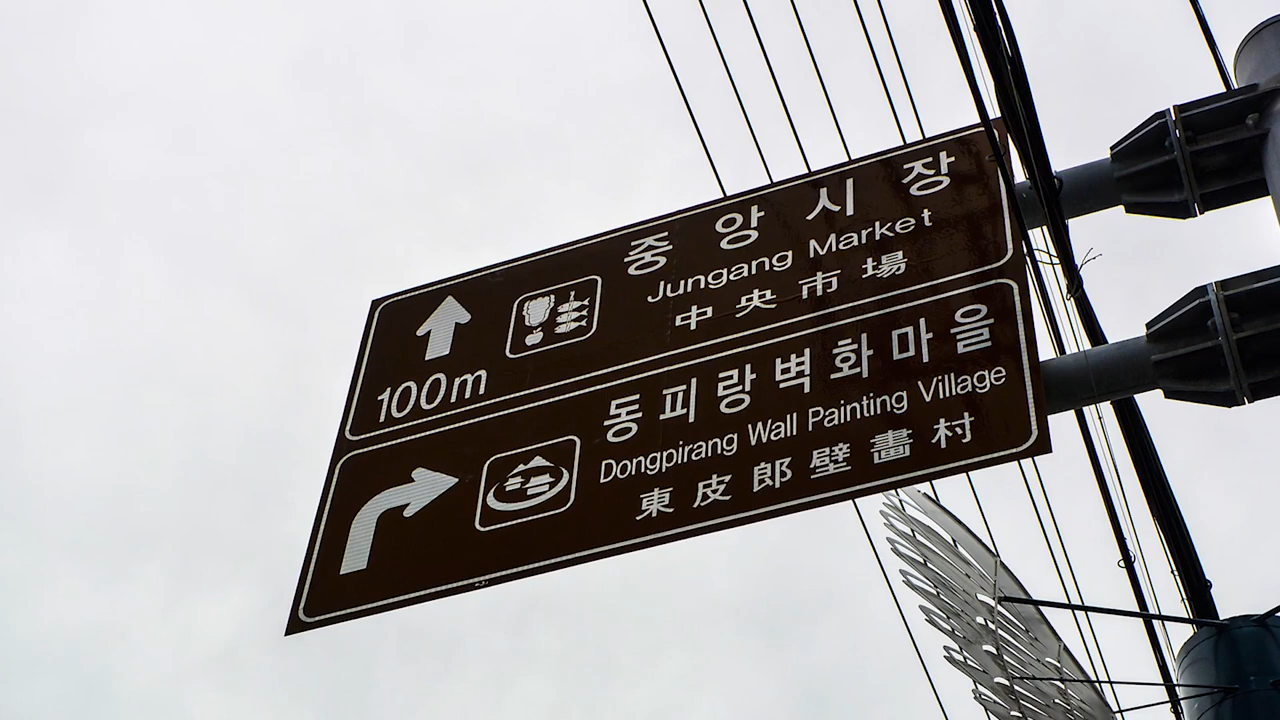 중앙시장
Jungang Market
中央市場
100m
동피랑벽화마을
Dongpirang Wall Painting Village
東皮郎壁畵村